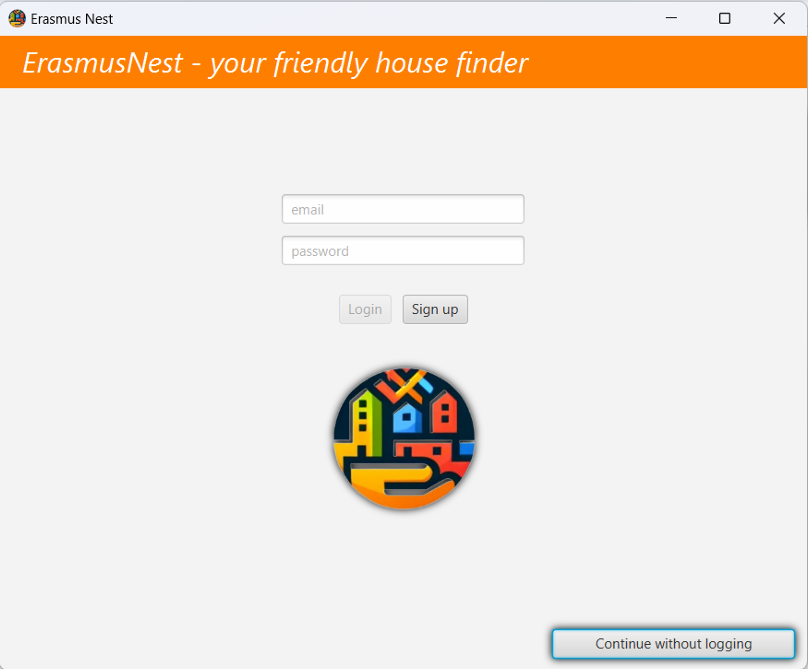 Erasmus Nest
ErasmusNest - your friendly house finder
email
password
Login Sign up
Continue without logging